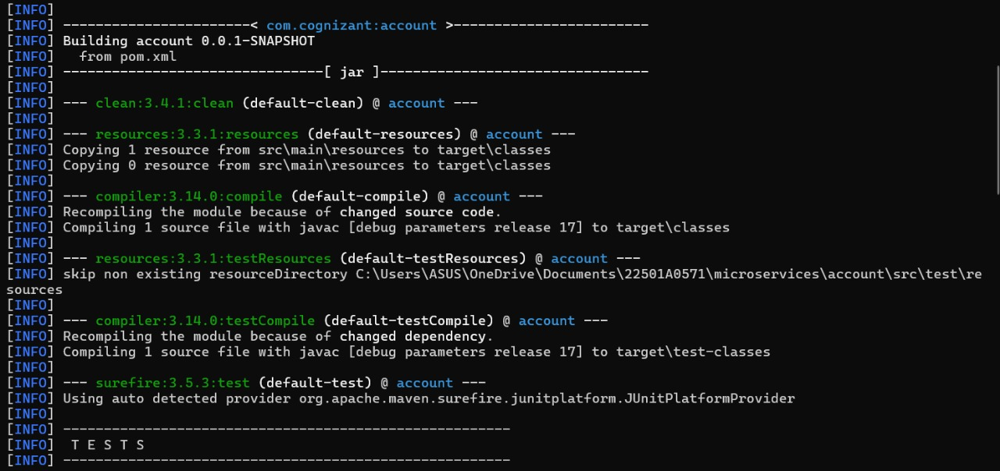 [INFO]
[INFO] -----------------------< com.cognizant:account >------------------------
[INFO] Building account 0.0.1-SNAPSHOT
[INFO]   from pom.xml
[INFO] --------------------------------[ jar ]---------------------------------
[INFO]
[INFO] --- clean:3.4.1:clean (default-clean) @ account ---
[INFO]
[INFO] --- resources:3.3.1:resources (default-resources) @ account ---
[INFO] Copying 1 resource from src\main\resources to target\classes
[INFO] Copying 0 resource from src\main\resources to target\classes
[INFO]
[INFO] --- compiler:3.14.0:compile (default-compile) @ account ---
[INFO] Recompiling the module because of changed source code.
[INFO] Compiling 1 source file with javac [debug parameters release 17] to target\classes
[INFO]
[INFO] --- resources:3.3.1:testResources (default-testResources) @ account ---
[INFO] skip non existing resourceDirectory C:\Users\ASUS\OneDrive\Documents\22501A0571\microservices\account\src\test\re
sources
[INFO]
[INFO] --- compiler:3.14.0:testCompile (default-testCompile) @ account ---
[INFO] Recompiling the module because of changed dependency.
[INFO] Compiling 1 source file with javac [debug parameters release 17] to target\test-classes
[INFO]
[INFO] --- surefire:3.5.3:test (default-test) @ account ---
[INFO] Using auto detected provider org.apache.maven.surefire.junitplatform.JUnitPlatformProvider
[INFO]
[INFO] -------------------------------------------------------
[INFO]  T E S T S
[INFO] -------------------------------------------------------